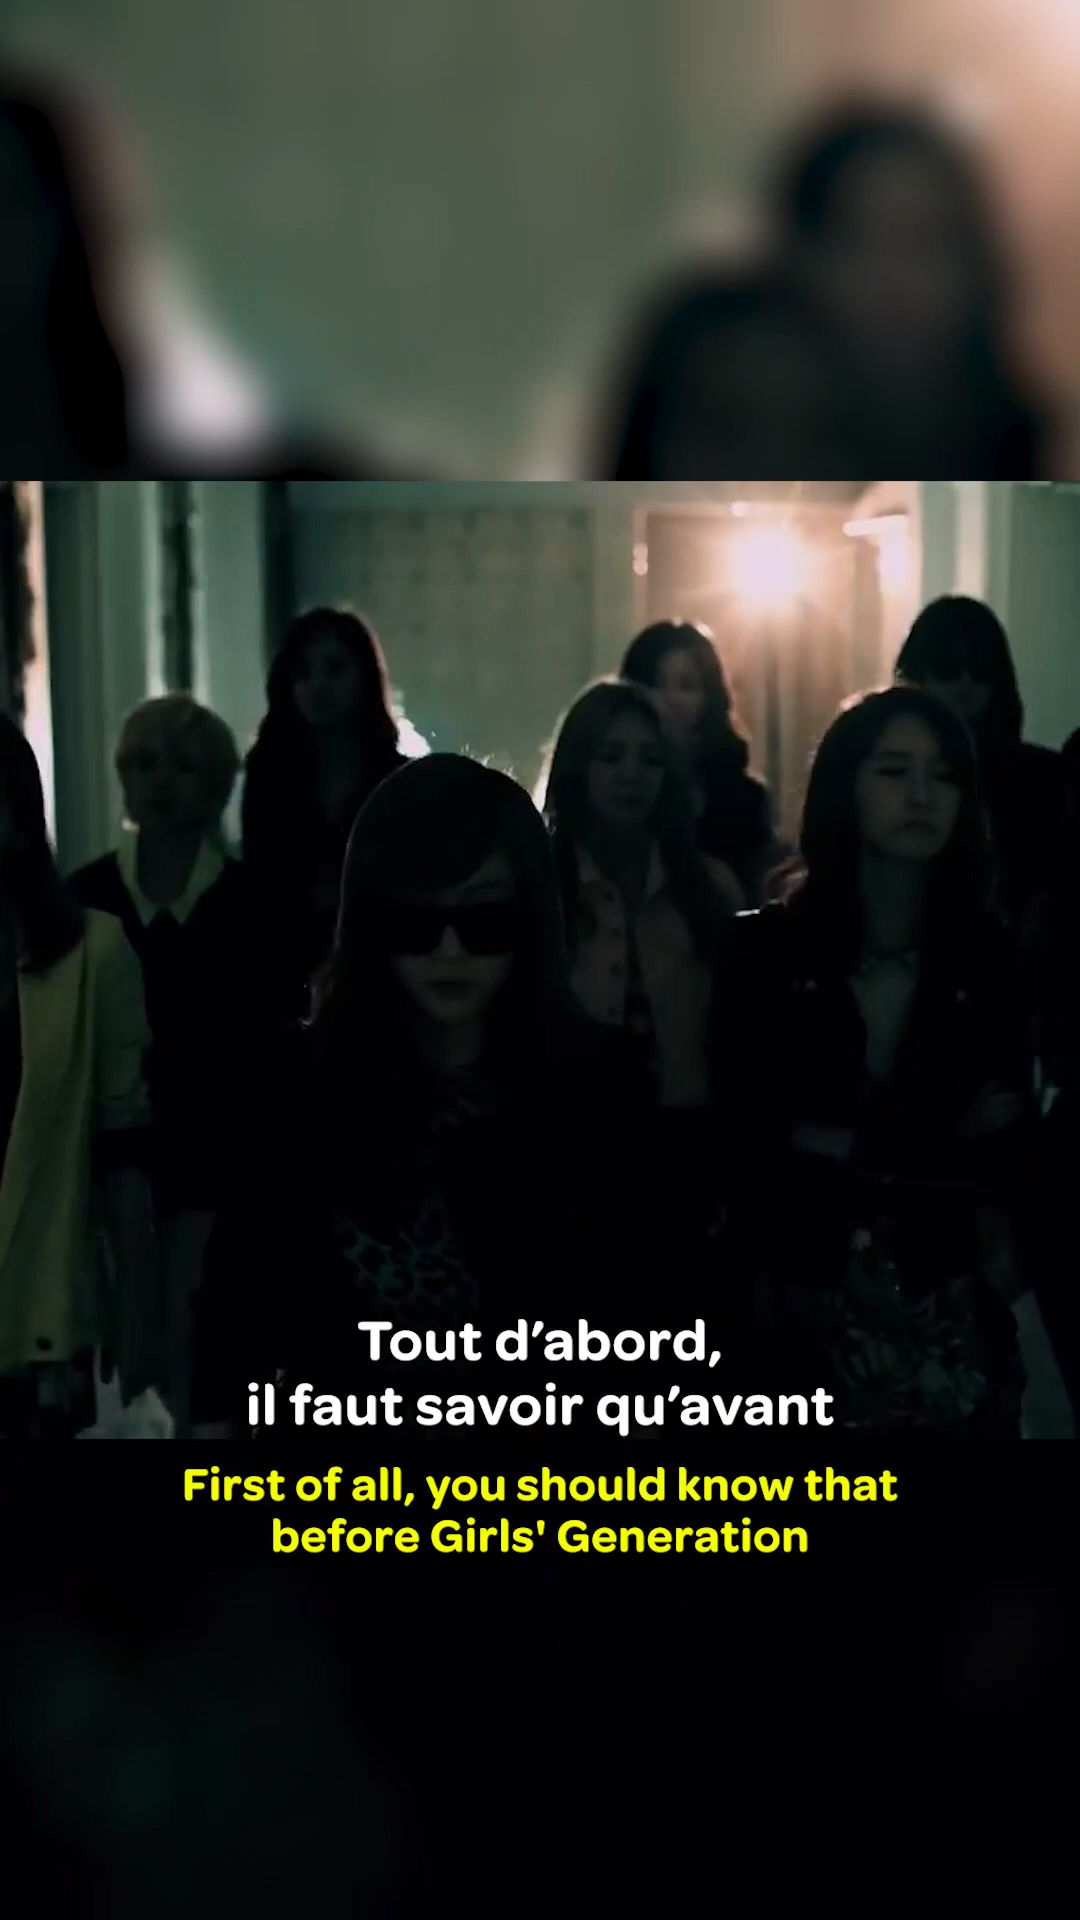 Tout d’abord,
il faut savoir qu’avant
First of all, you should know that
before Girls' Generation